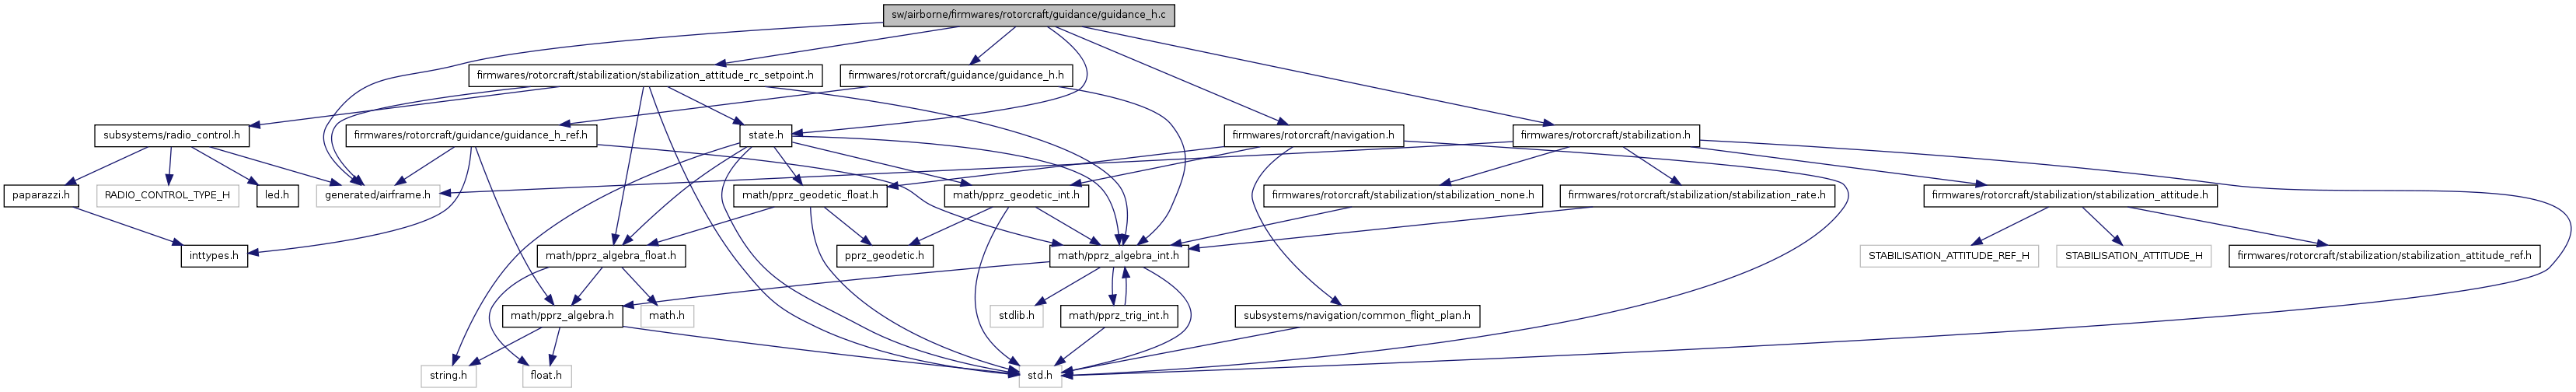 sw/airborne/firmwares/rotorcraft/guidance/guidance_h.c
firmwares/rotorcraft/stabilization/stabilization_attitude_rc_setpoint.h
firmwares/rotorcraft/guidance/guidance_h.h
subsystems/radio_control.h
firmwares/rotorcraft/guidance/guidance_h_ref.h
state.h
firmwares/rotorcraft/navigation.h
firmwares/rotorcraft/stabilization.h
paparazzi.h
RADIO_CONTROL_TYPE_H
led.h
generated/airframe.h
math/pprz_geodetic_float.h
math/pprz_geodetic_int.h
firmwares/rotorcraft/stabilization/stabilization_none.h
firmwares/rotorcraft/stabilization/stabilization_rate.h
firmwares/rotorcraft/stabilization/stabilization_attitude.h
inttypes.h
math/pprz_algebra_float.h
pprz_geodetic.h
math/pprz_algebra_int.h
STABILISATION_ATTITUDE_REF_H
STABILISATION_ATTITUDE_H
firmwares/rotorcraft/stabilization/stabilization_attitude_ref.h
math/pprz_algebra.h
math.h
stdlib.h
math/pprz_trig_int.h
subsystems/navigation/common_flight_plan.h
string.h
float.h
std.h